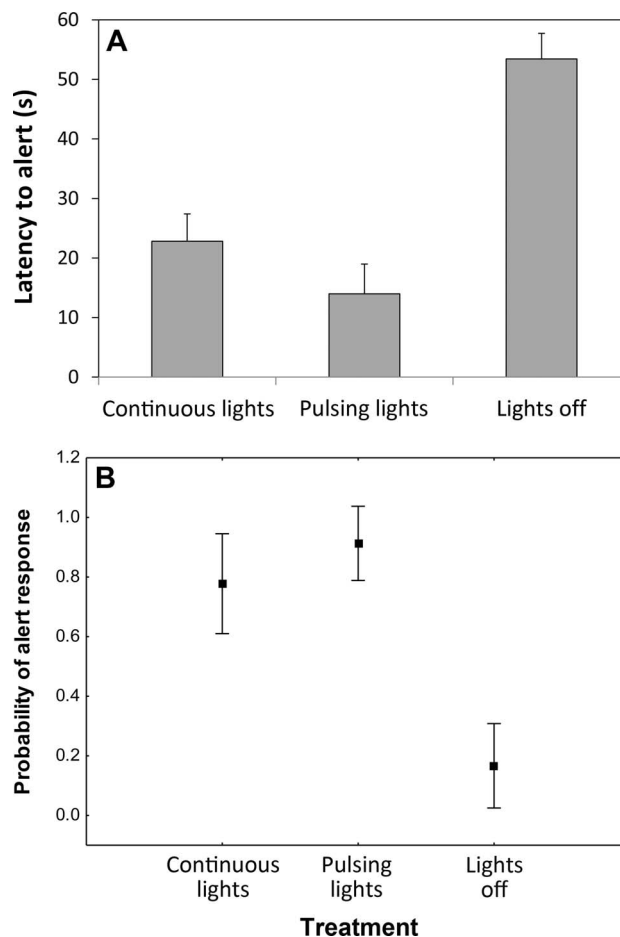 A
Latency to alert (s)
60
50
40
30
20
10
0
Continuous lights
Pulsing lights
Lights off
B
Probability of alert response
1.2
1.0
0.8
0.6
0.4
0.2
0.0
Continuous
lights
Pulsing
lights
Lights
off
Treatment